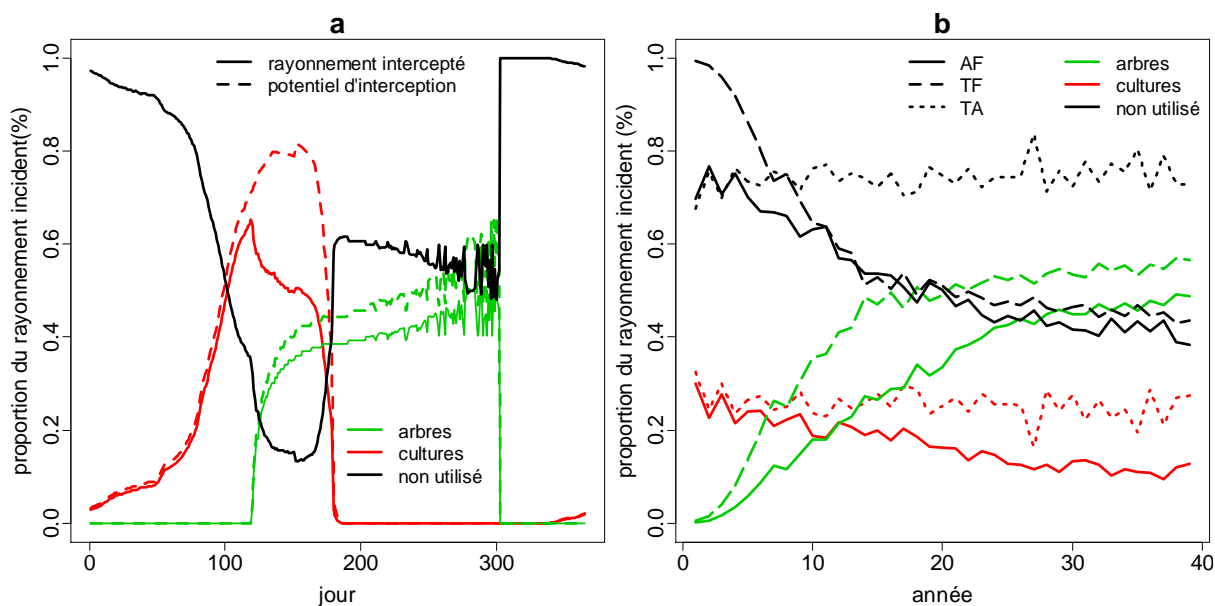 a
proportion du rayonnement incident(%)
1.0
0.8
0.6
0.4
0.2
0.0
rayonnement intercepté
potentiel d'interception
arbres
cultures
non utilisé
0 100 200 300
jour
b
proportion du rayonnement incident (%)
1.0
0.8
0.6
0.4
0.2
0.0
AF
TF
TA
arbres
cultures
non utilisé
0 10 20 30 40
année